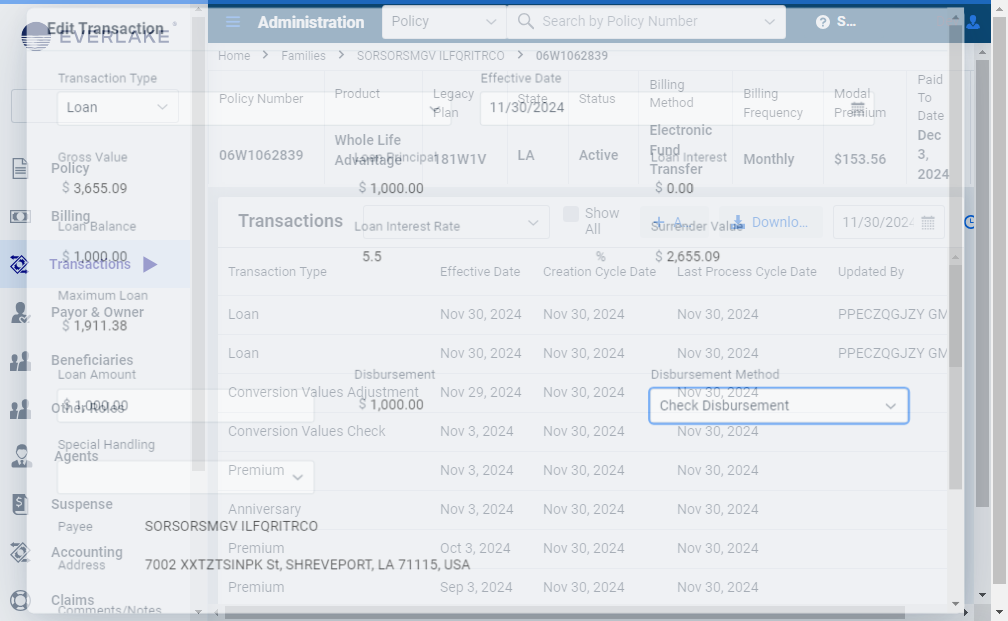 Edit Transaction
EVERLAKE
Administration
Policy
Search by Policy Number
S...
Home > Families > SORSORSMGV ILFQRITRCO > 06W1062839
Transaction Type
Loan
Effective Date
11/30/2024
Policy Number
Product
Legacy Plan
State
Status
Billing Method
Billing Frequency
Modal Premium
Paid To Date
06W1062839
Whole Life Advantage
181W1V
LA
Active
Electronic Fund Transfer
Monthly
$153.56
Dec 3, 2024
Gross Value
$ 3,655.09
Loan Principal
$ 1,000.00
Loan Interest
$ 0.00
Policy
Billing
Transactions
Payor & Owner
Beneficiaries
Other Roles
Agents
Suspense
Accounting
Claims
Loan Balance
$ 1,000.00
Loan Interest Rate
5.5 %
Surrender Value
$ 2,655.09
Maximum Loan
$ 1,911.38
Transactions
Show All
+ A...
Downlo...
11/30/2024
Transaction Type Effective Date Creation Cycle Date Last Process Cycle Date Updated By
Loan Nov 30, 2024 Nov 30, 2024 Nov 30, 2024 PPECZQGJZY GM
Loan Nov 30, 2024 Nov 30, 2024 Nov 30, 2024 PPECZQGJZY GM
Conversion Values Adjustment Nov 29, 2024 Nov 30, 2024 Nov 30, 2024
Conversion Values Check Nov 3, 2024 Nov 30, 2024 Nov 30, 2024
Premium Nov 3, 2024 Nov 30, 2024 Nov 30, 2024
Anniversary Nov 3, 2024 Nov 30, 2024 Nov 30, 2024
Premium Oct 3, 2024 Nov 30, 2024 Nov 30, 2024
Premium Sep 3, 2024 Nov 30, 2024 Nov 30, 2024
Loan Amount
$ 1,000.00
Disbursement
$ 1,000.00
Disbursement Method
Check Disbursement
Special Handling
Payee SORSORSMGV ILFQRITRCO
Address 7002 XXTZTSINPK St, SHREVEPORT, LA 71115, USA
Comments/Notes